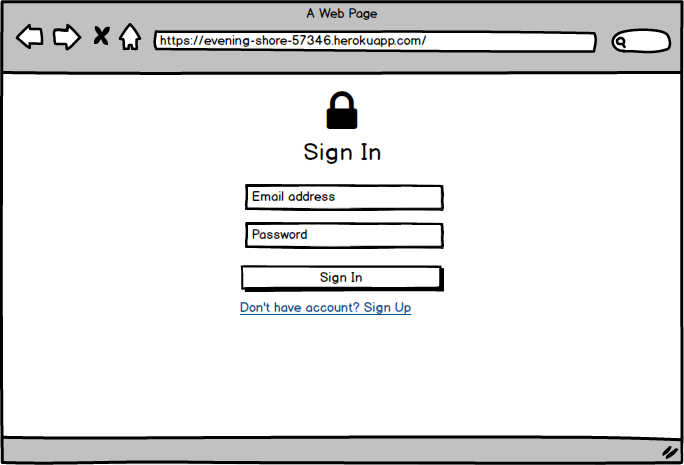 A Web Page
https://evening-shore-57346.herokuapp.com/
Sign In
Email address
Password
Sign In
Don't have account? Sign Up